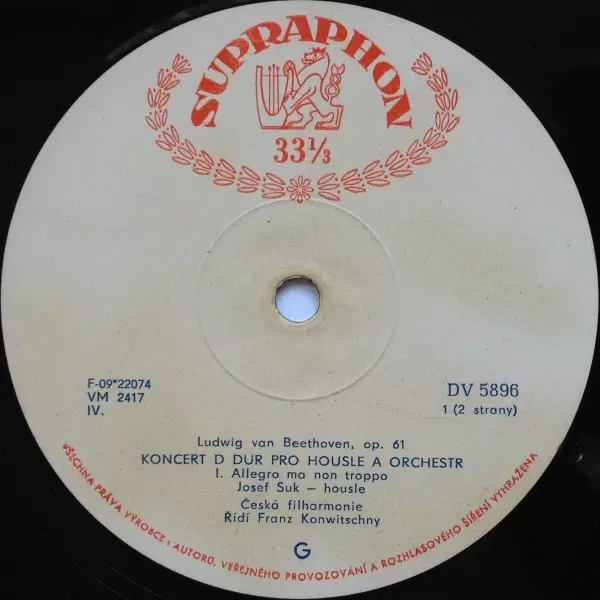 SUPRAPHON
33⅓
F-09*22074
VM 2417
IV.
DV 5896
1 (2 strany)
Ludwig van Beethoven, op. 61
KONCERT D DUR PRO HOUSLE A ORCHESTR
I. Allegro ma non troppo
Josef Suk – housle
Česká filharmonie
Řídí Franz Konwitschny
G
VŠECHNA PRÁVA VÝROBCE I AUTORŮ, VEŘEJNÉHO PROVOZOVÁNÍ A ROZHLASOVÉHO ŠÍŘENÍ VYHRAŽENA